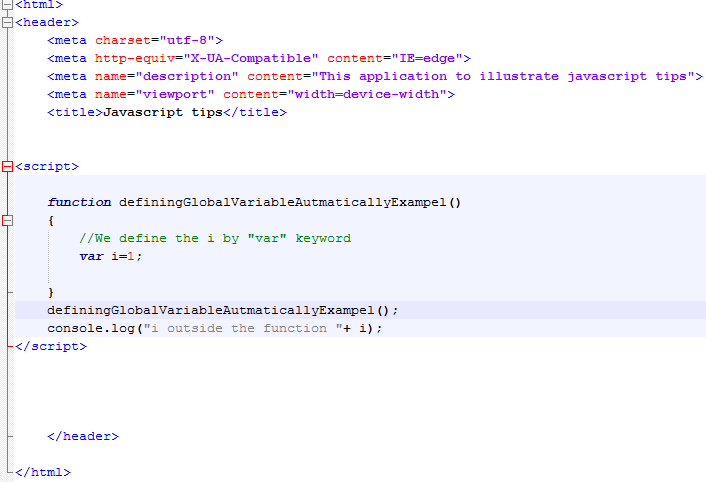 <html>
<header>
<meta charset="utf-8">
<meta http-equiv="X-UA-Compatible" content="IE=edge">
<meta name="description" content="This application to illustrate javascript tips">
<meta name="viewport" content="width=device-width">
<title>Javascript tips</title>
<script>
function definingGlobalVariableAutmaticallyExampel()
{
//We define the i by "var" keyword
var i=1;
}
definingGlobalVariableAutmaticallyExampel();
console.log("i outside the function "+ i);
</script>
</header>
</html>